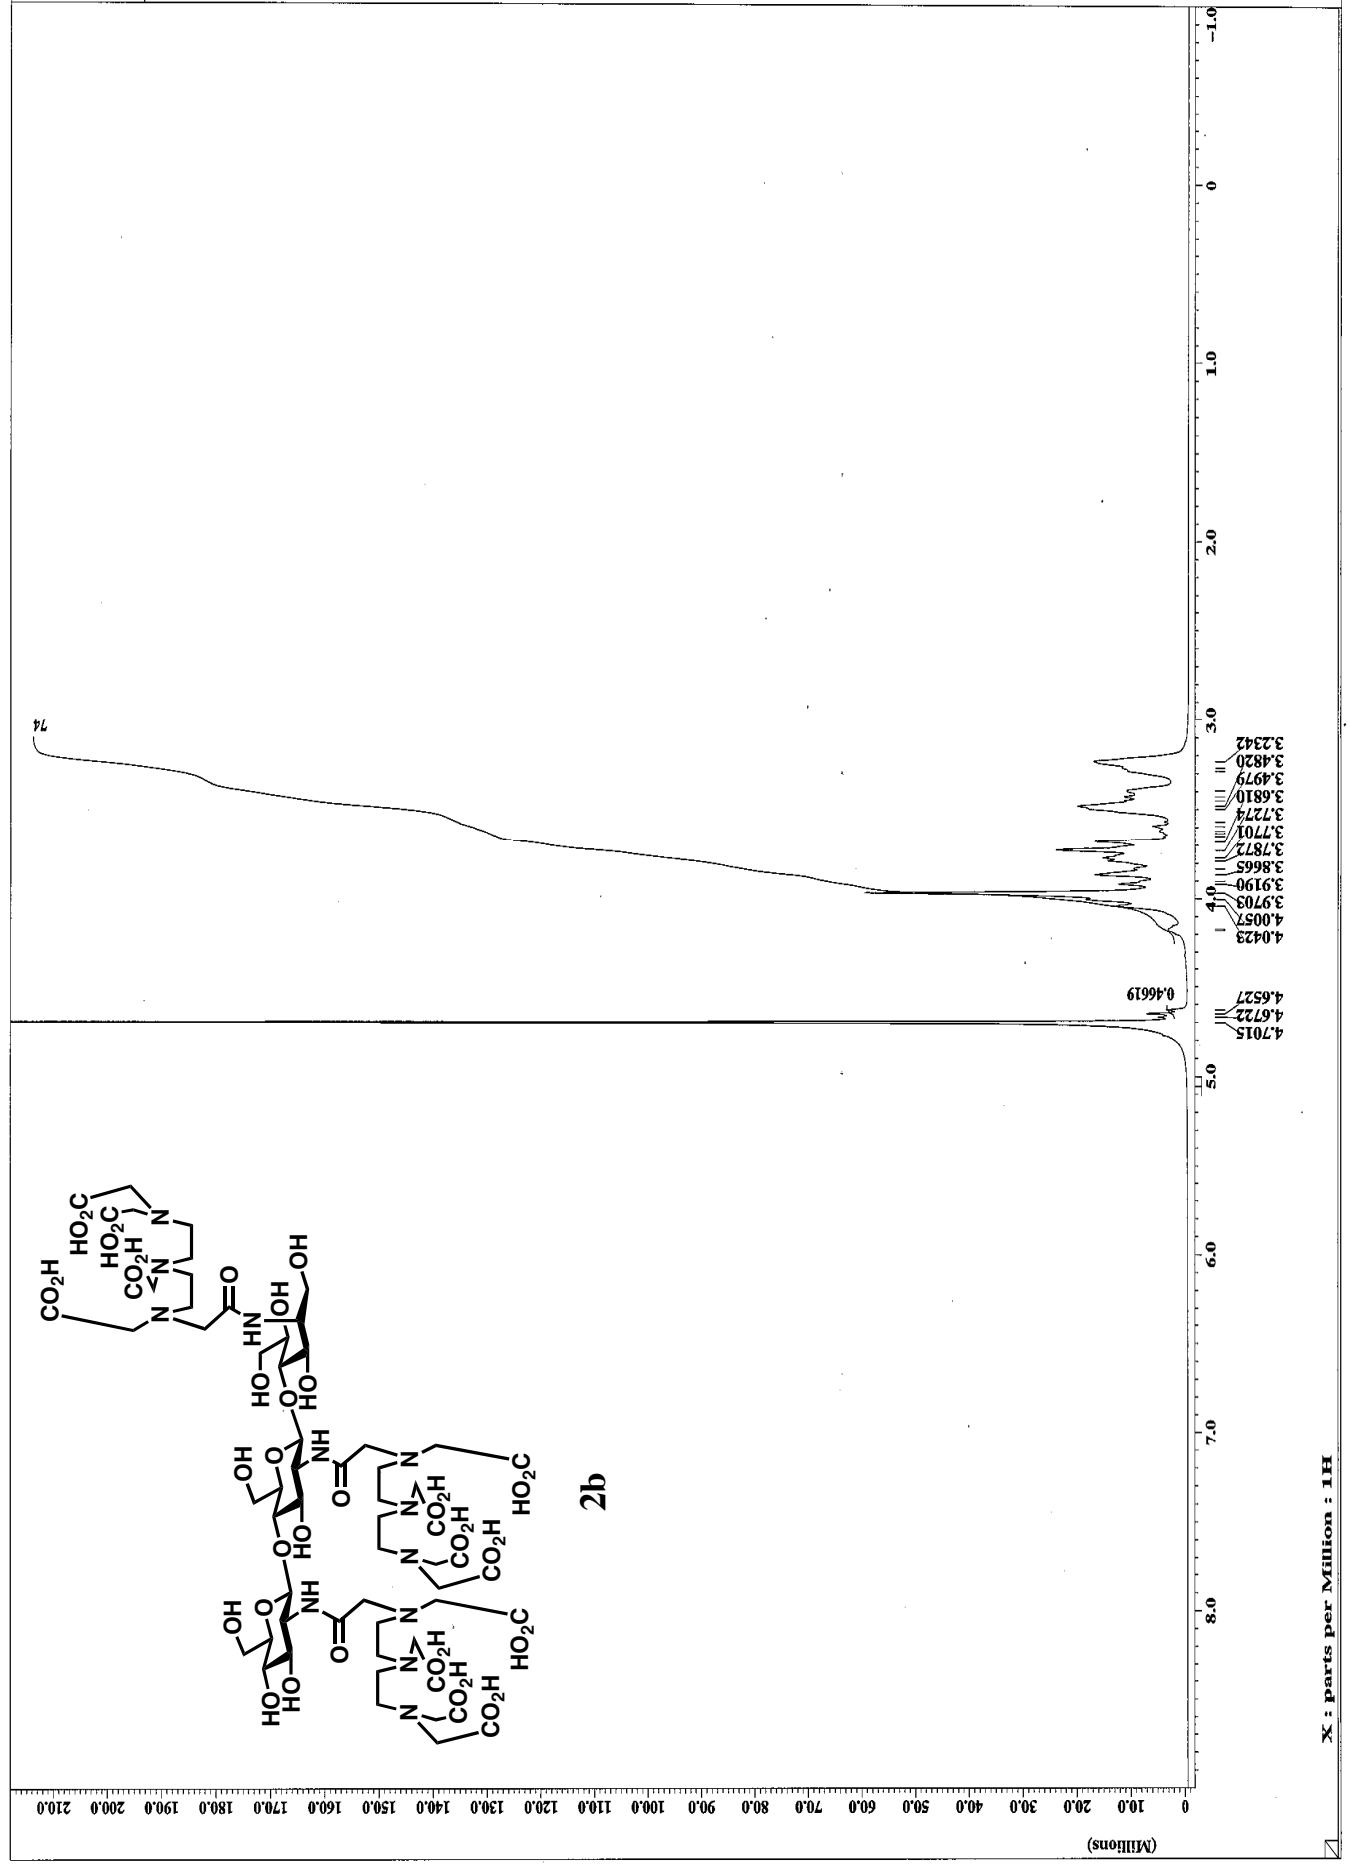 CO₂H
HO₂C
HO₂C
CO₂H
N
N
N
O
HN
OH
OH
HO
HO
O
OH
O
NH
HO
O
N
N
N
CO₂H
CO₂H
CO₂H
HO₂C
O
OH
O
NH
HO
HO
O
N
N
N
CO₂H
CO₂H
CO₂H
HO₂C
2b
74
0.46619
(Millions)
0 10.0 20.0 30.0 40.0 50.0 60.0 70.0 80.0 90.0 100.0 110.0 120.0 130.0 140.0 150.0 160.0 170.0 180.0 190.0 200.0 210.0
8.0 7.0 6.0 5.0 4.0 3.0 2.0 1.0 0 -1.0
4.7015
4.6722
4.6527
4.0423
4.0057
3.9703
3.9190
3.8665
3.7872
3.7701
3.7274
3.6810
3.4979
3.4820
3.2342
X : parts per Million : 1H